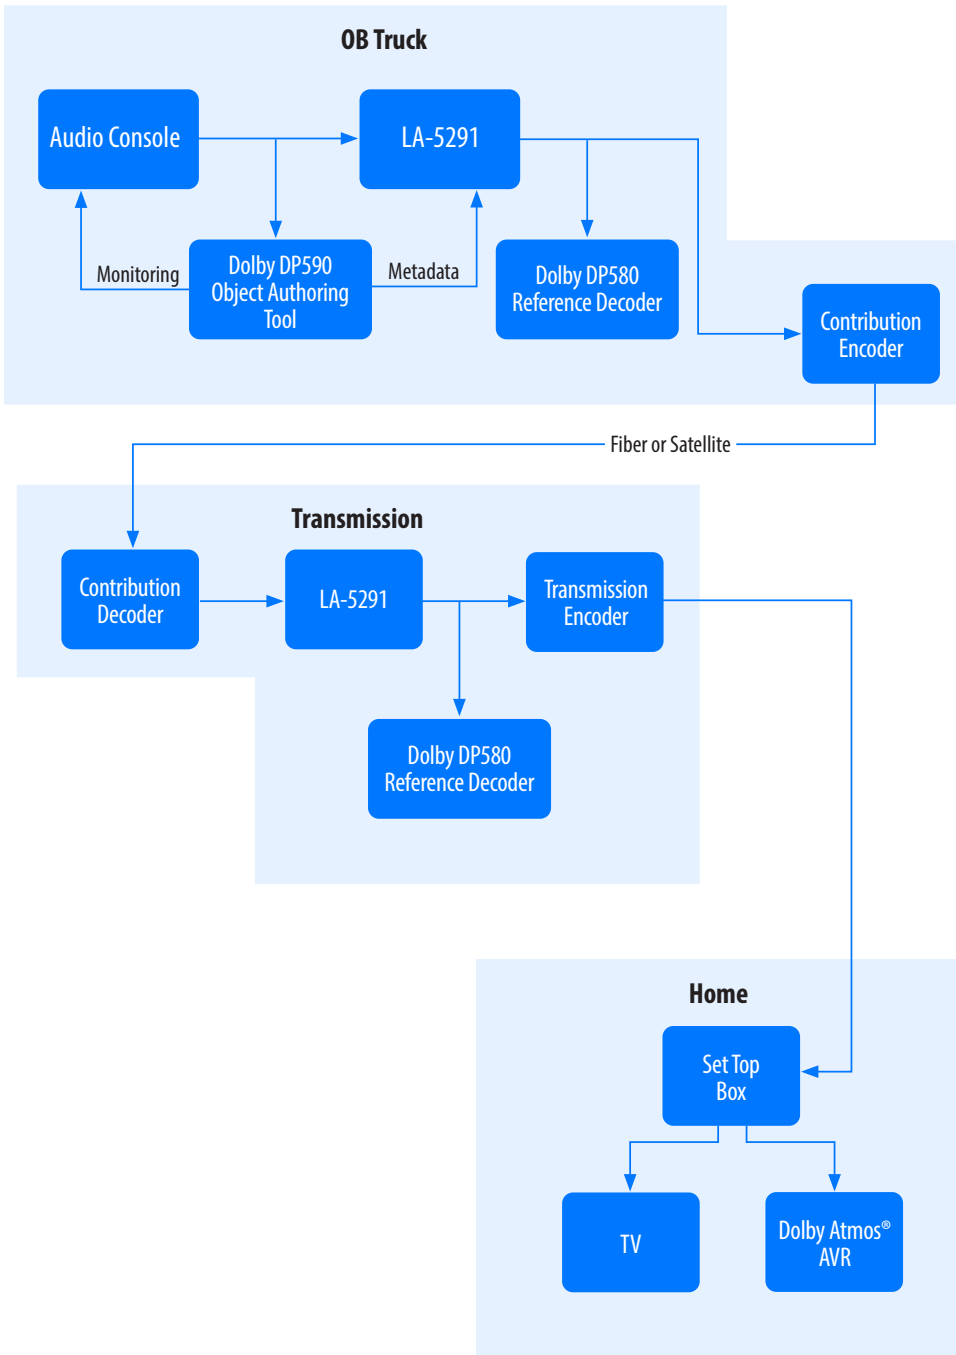 OB Truck
Audio Console
LA-5291
Monitoring
Dolby DP590
Object Authoring
Tool
Metadata
Dolby DP580
Reference Decoder
Contribution
Encoder
Fiber or Satellite
Transmission
Contribution
Decoder
LA-5291
Transmission
Encoder
Dolby DP580
Reference Decoder
Home
Set Top
Box
TV
Dolby Atmos®
AVR